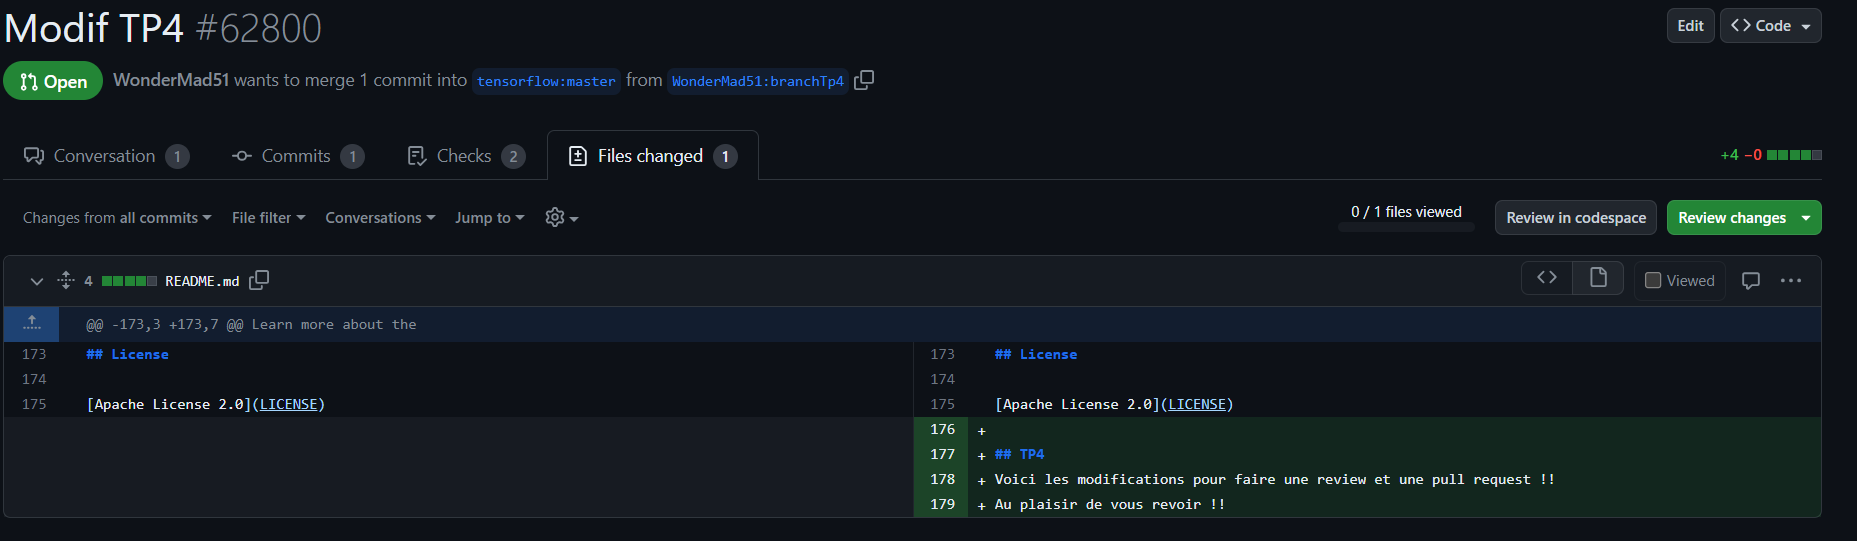 Modif TP4 #62800
Edit
<> Code
Open
WonderMad51 wants to merge 1 commit into tensorflow:master from WonderMad51:branchTp4
Conversation 1
Commits 1
Checks 2
Files changed 1
+4 −0
Changes from all commits
File filter
Conversations
Jump to
0 / 1 files viewed
Review in codespace
Review changes
4 README.md
Viewed
@@ -173,3 +173,7 @@ Learn more about the
173 ## License
174
175 [Apache License 2.0](LICENSE)
173 ## License
174
175 [Apache License 2.0](LICENSE)
176 +
177 + ## TP4
178 + Voici les modifications pour faire une review et une pull request !!
179 + Au plaisir de vous revoir !!